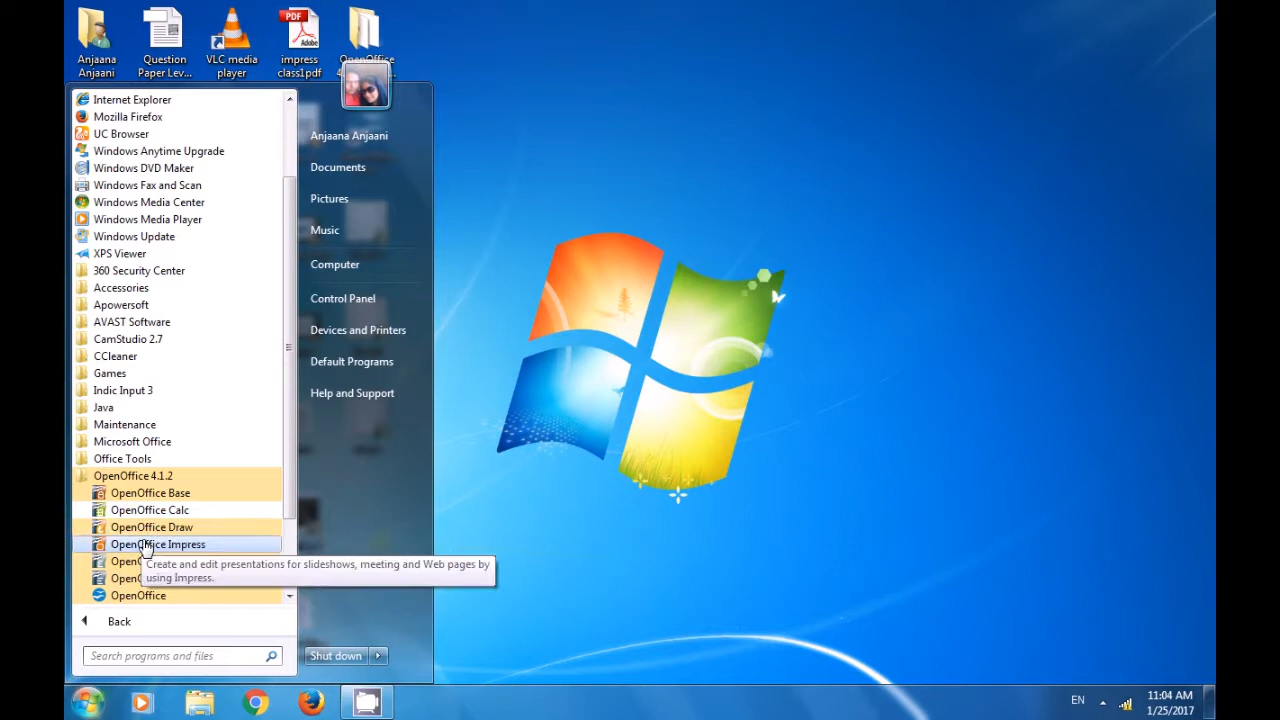 Anjaana
Anjaani
Question
Paper Lev...
VLC media
player
PDF
Adobe
impress
class1pdf
OpenOffice
Internet Explorer
Mozilla Firefox
UC Browser
Windows Anytime Upgrade
Windows DVD Maker
Windows Fax and Scan
Windows Media Center
Windows Media Player
Windows Update
XPS Viewer
360 Security Center
Accessories
Apowersoft
AVAST Software
CamStudio 2.7
CCleaner
Games
Indic Input 3
Java
Maintenance
Microsoft Office
Office Tools
OpenOffice 4.1.2
OpenOffice Base
OpenOffice Calc
OpenOffice Draw
OpenOffice Impress
Create and edit presentations for slideshows, meeting and Web pages by
using Impress.
OpenOffice
Back
Search programs and files
Anjaana Anjaani
Documents
Pictures
Music
Computer
Control Panel
Devices and Printers
Default Programs
Help and Support
Shut down
EN
11:04 AM
1/25/2017